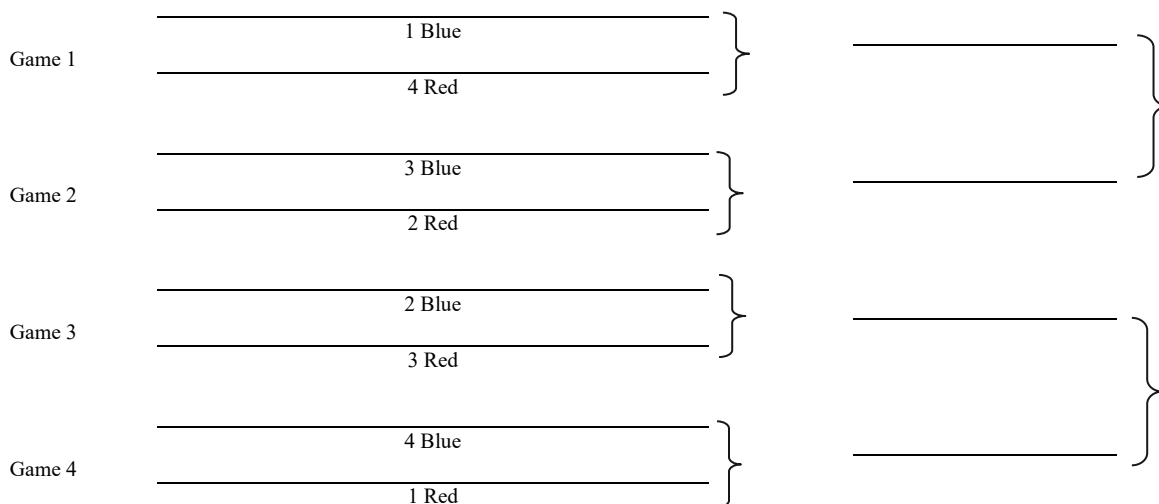 1 Blue
Game 1
4 Red
3 Blue
Game 2
2 Red
2 Blue
Game 3
3 Red
4 Blue
Game 4
1 Red